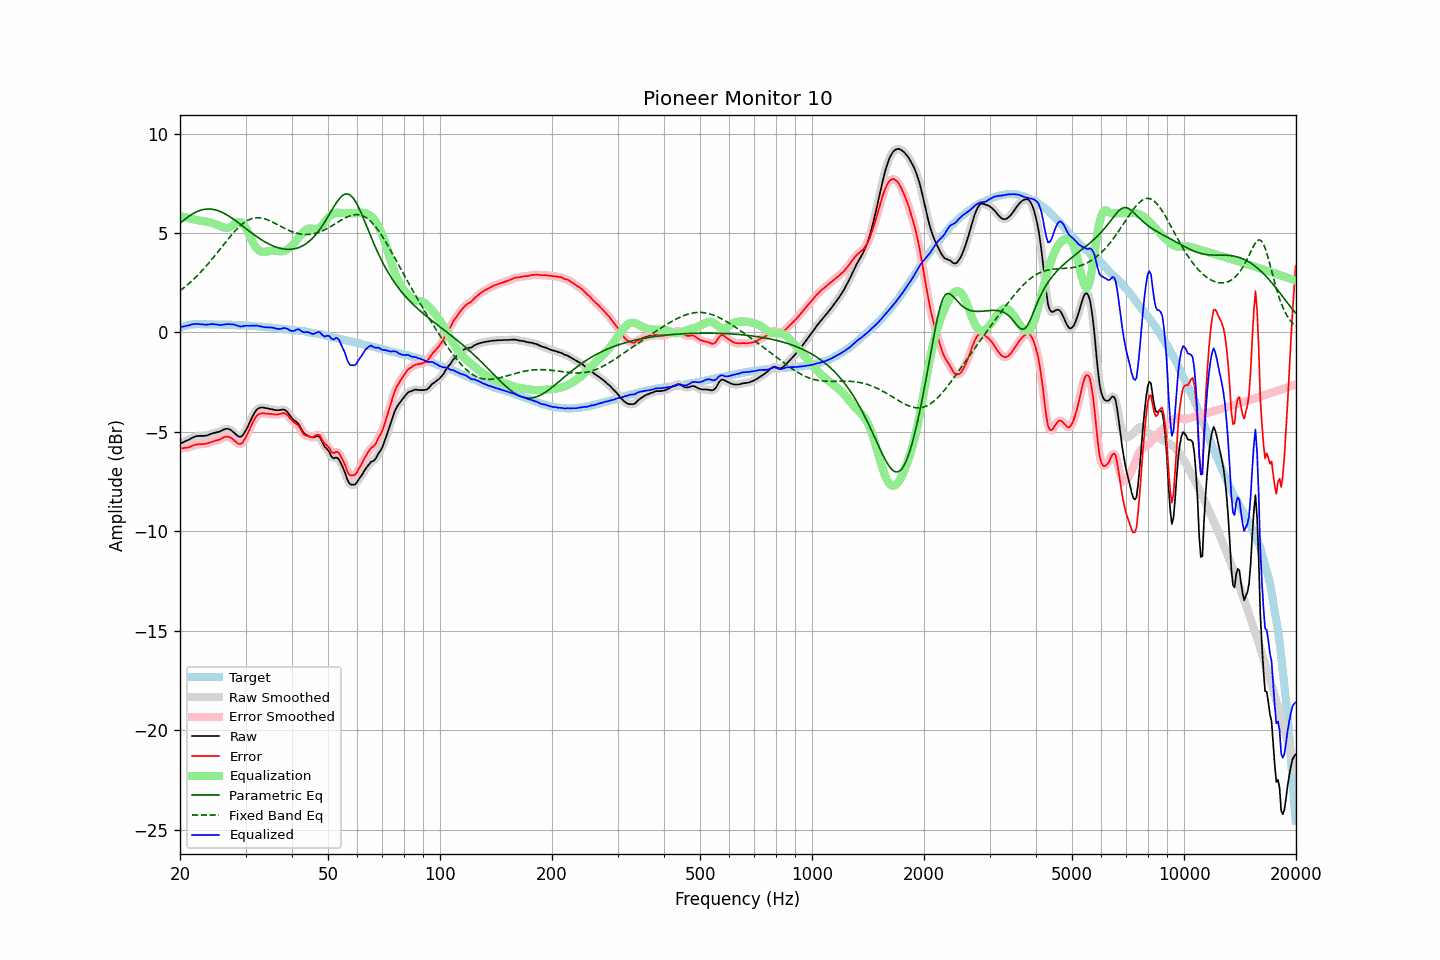 Pioneer Monitor 10
Amplitude (dBr)
10
5
0
−5
−10
−15
−20
−25
Target
Raw Smoothed
Error Smoothed
Raw
Error
Equalization
Parametric Eq
Fixed Band Eq
Equalized
20 50 100 200 500 1000 2000 5000 10000 20000
Frequency (Hz)